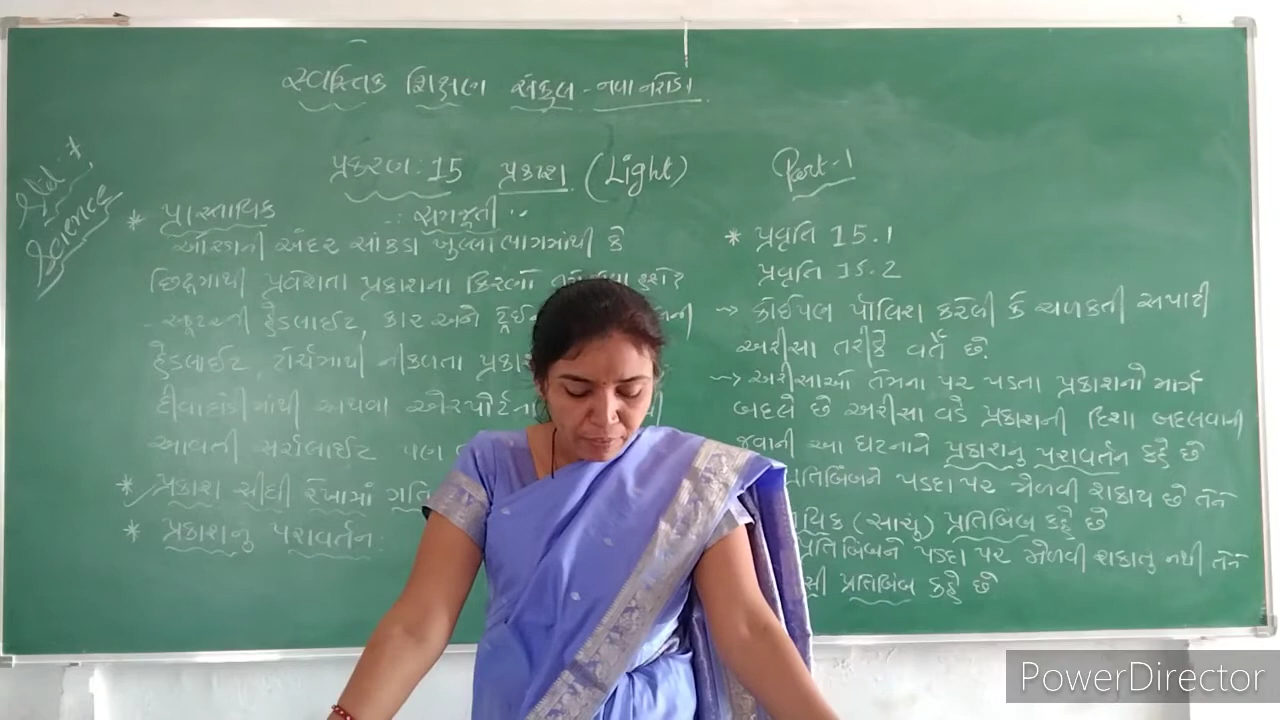 સ્વસ્તિક શિક્ષણ સંકુલ - નવા નરોડા
Std : 7,
Science
પ્રકરણ : 15 પ્રકાશ (Light)
Part-1
* પ્રાસ્તાવિક
-: સમજૂતી :-
ઓરડાની અંદર સાંકડા ખુલ્લા ભાગમાંથી કે
છિદ્રમાંથી પ્રવેશતા પ્રકાશના કિરણો
સ્કૂટરની હેડલાઈટ, કાર અને
હેડલાઈટ, ટોર્ચમાંથી નીકળતા
દીવાદાંડીમાંથી અથવા એરપોર્ટના
આવતી સર્ચલાઈટ પણ
* પ્રકાશ સીધી રેખામાં
* પ્રકાશનું પરાવર્તન :
* પ્રવૃત્તિ 15.1
પ્રવૃત્તિ 15.2
→ કોઈપણ પોલિશ કરેલી કે ચળકતી સપાટી
અરીસા તરીકે વર્તે છે.
→ અરીસાઓ તેમના પર પડતા પ્રકાશનો માર્ગ
બદલે છે અરીસા વડે પ્રકાશની દિશા બદલવાની
જવાની આ ઘટનાને પ્રકાશનું પરાવર્તન કહે છે
પ્રતિબિંબને પડદા પર મેળવી શકાય છે તેને
(સાચુ) પ્રતિબિંબ કહે છે
પ્રતિબિંબને પડદા પર મેળવી શકાતુ નથી તેને
પ્રતિબિંબ કહે છે
PowerDirector